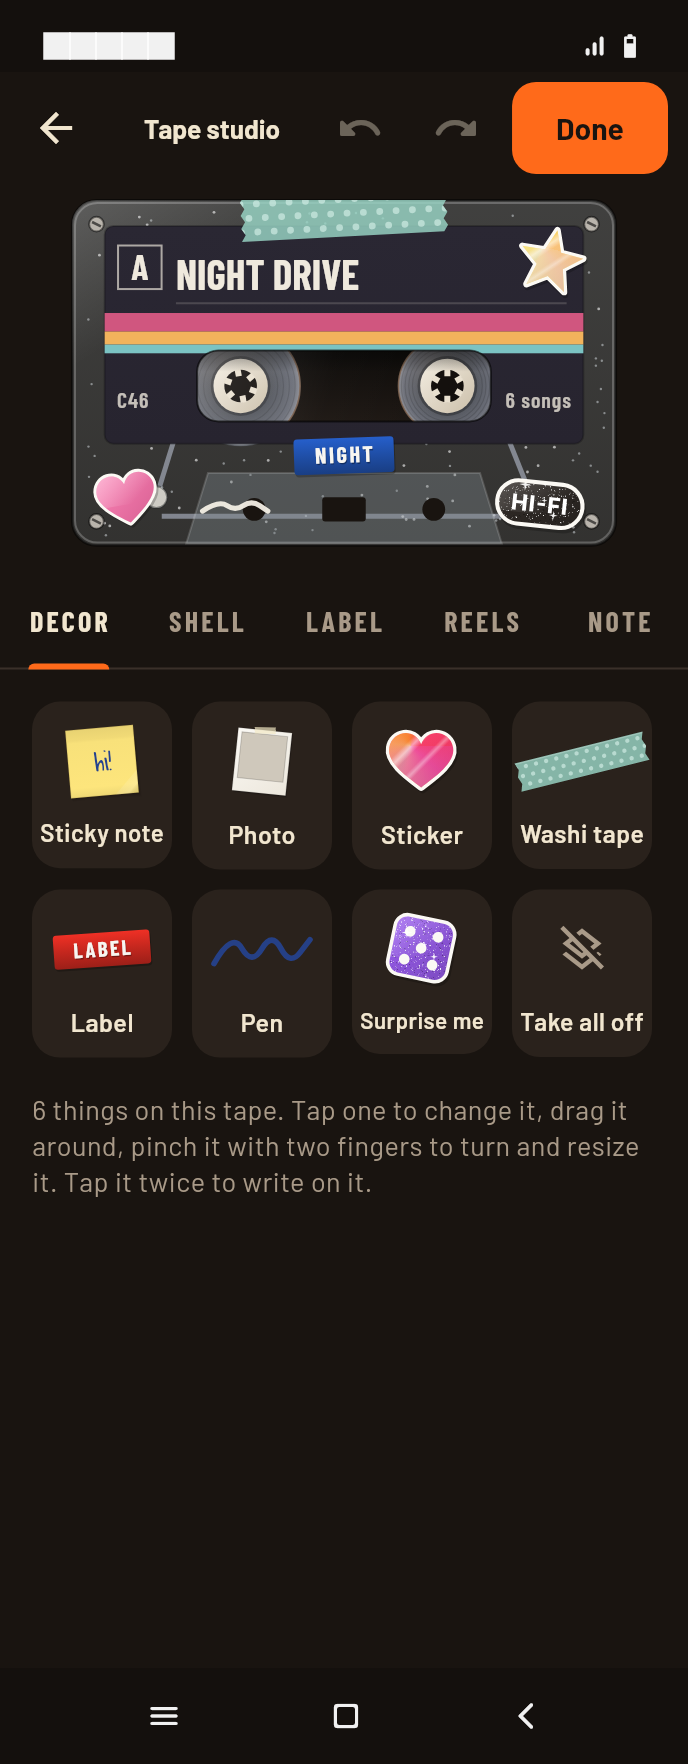 Tape studio
Done
A
NIGHT DRIVE
C46
6 songs
NIGHT
HI-FI
DECOR
SHELL
LABEL
REELS
NOTE
hi!
Sticky note
Photo
Sticker
Washi tape
LABEL
Label
Pen
Surprise me
Take all off
6 things on this tape. Tap one to change it, drag it
around, pinch it with two fingers to turn and resize
it. Tap it twice to write on it.